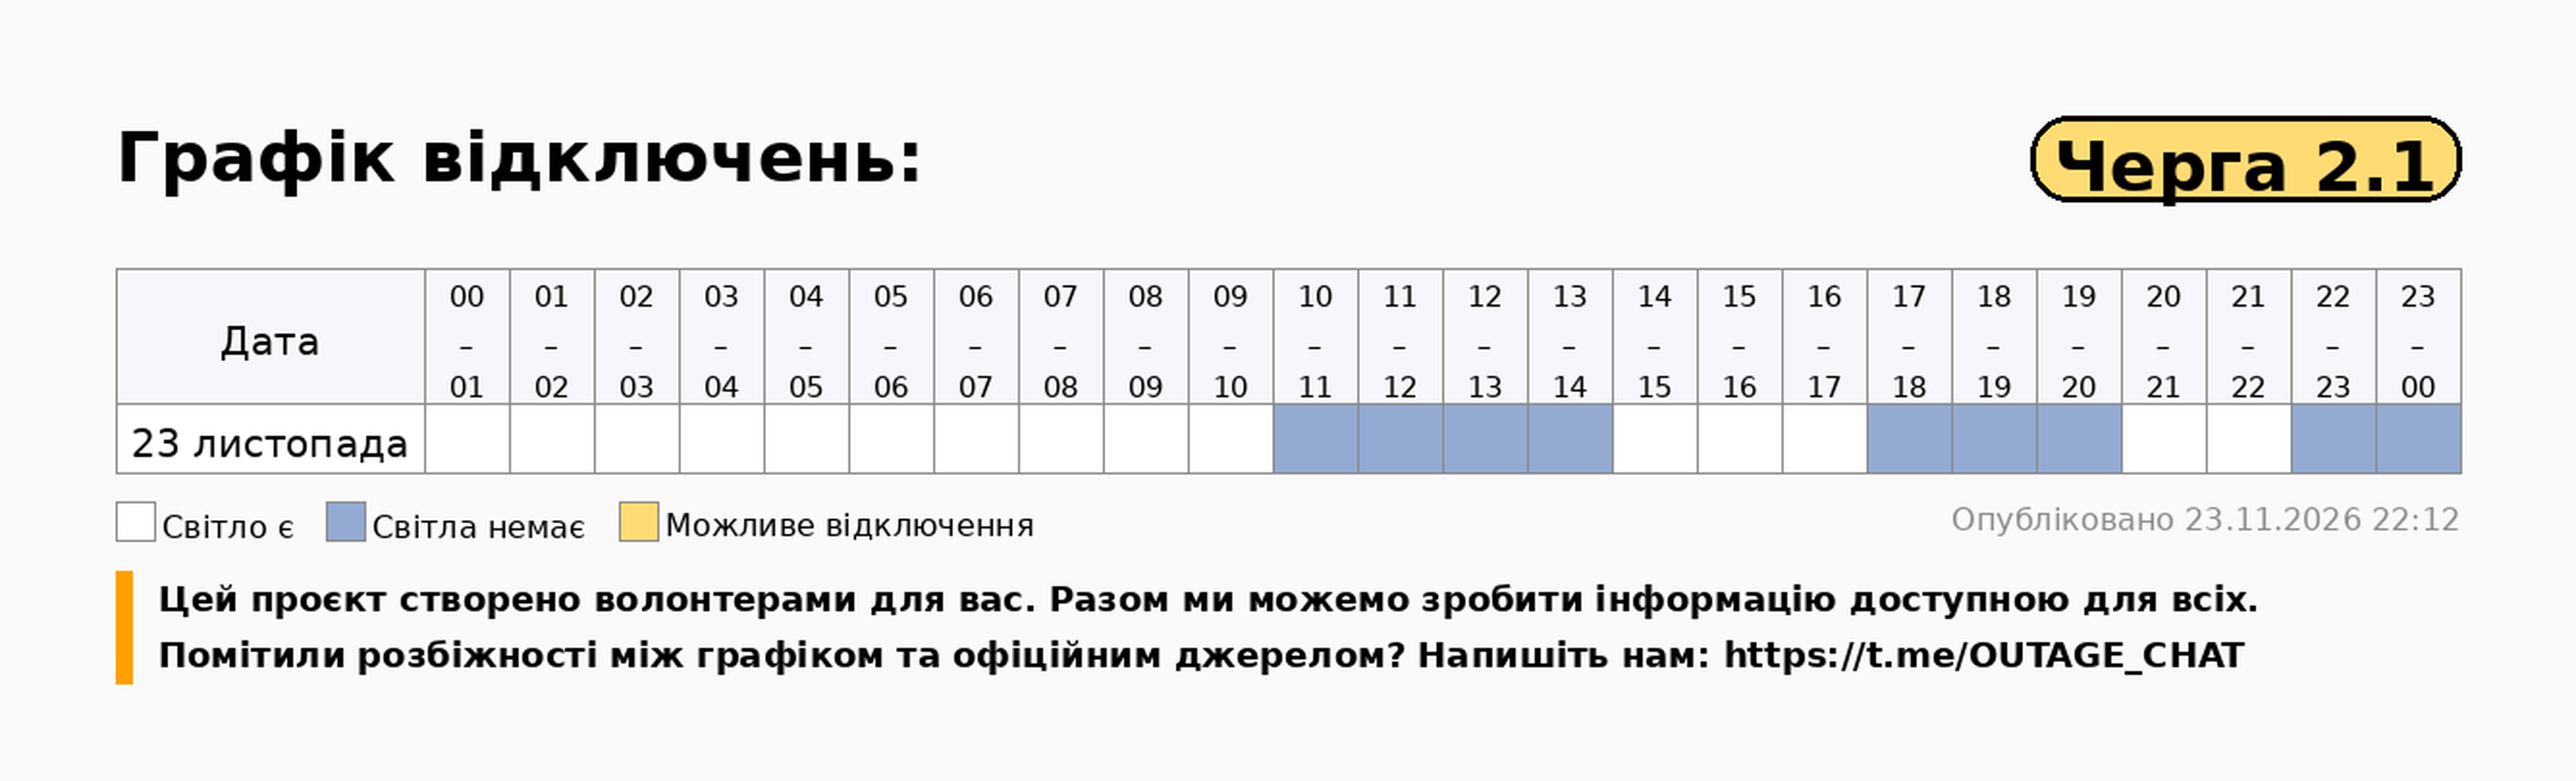 Графік відключень:
Черга 2.1
Дата 00 – 01 01 – 02 02 – 03 03 – 04 04 – 05 05 – 06 06 – 07 07 – 08 08 – 09 09 – 10 10 – 11 11 – 12 12 – 13 13 – 14 14 – 15 15 – 16 16 – 17 17 – 18 18 – 19 19 – 20 20 – 21 21 – 22 22 – 23 23 – 00
23 листопада
Світло є Світла немає Можливе відключення
Опубліковано 23.11.2026 22:12
Цей проєкт створено волонтерами для вас. Разом ми можемо зробити інформацію доступною для всіх.
Помітили розбіжності між графіком та офіційним джерелом? Напишіть нам: https://t.me/OUTAGE_CHAT